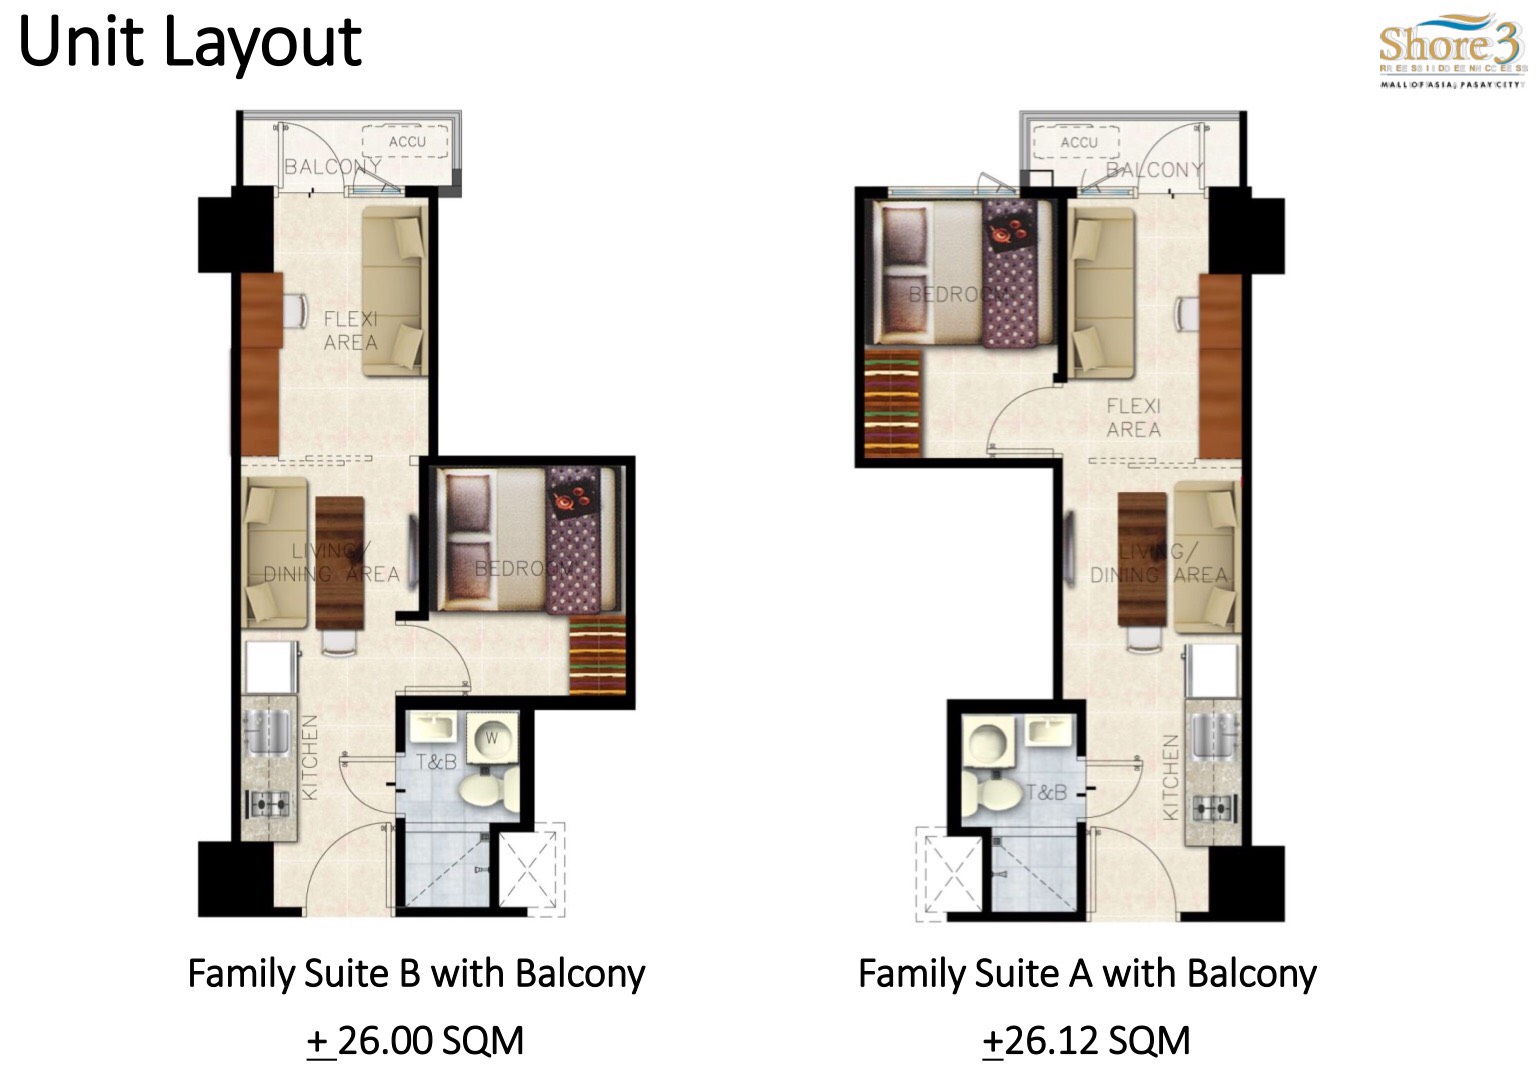 Unit Layout
Shore 3
RESIDENCES
MALL OF ASIA, PASAY CITY
ACCU
BALCONY
FLEXI
AREA
LIVING/
DINING AREA
BEDROOM
KITCHEN
T&B
W
Family Suite B with Balcony
+ 26.00 SQM
ACCU
BALCONY
BEDROOM
FLEXI
AREA
LIVING/
DINING AREA
KITCHEN
T&B
Family Suite A with Balcony
+26.12 SQM